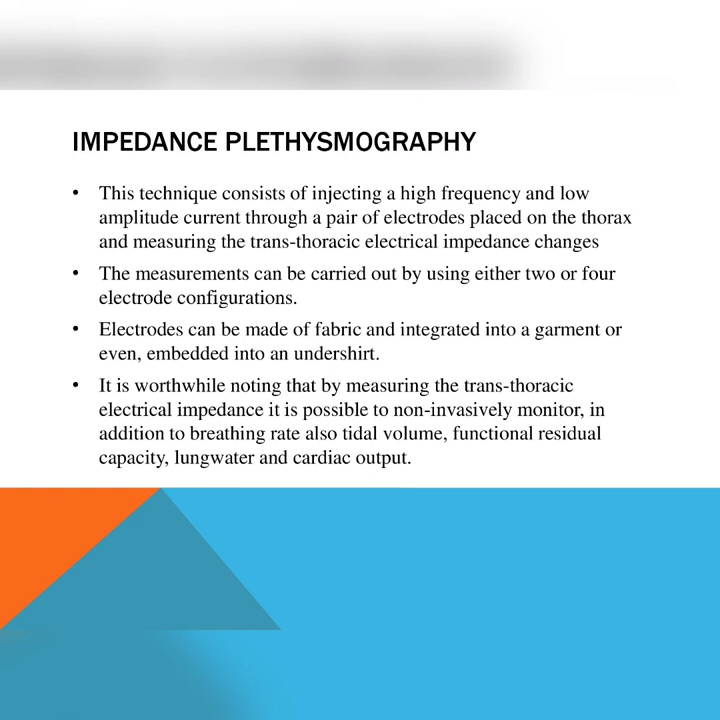 IMPEDANCE PLETHYSMOGRAPHY
• This technique consists of injecting a high frequency and low
amplitude current through a pair of electrodes placed on the thorax
and measuring the trans-thoracic electrical impedance changes
• The measurements can be carried out by using either two or four
electrode configurations.
• Electrodes can be made of fabric and integrated into a garment or
even, embedded into an undershirt.
• It is worthwhile noting that by measuring the trans-thoracic
electrical impedance it is possible to non-invasively monitor, in
addition to breathing rate also tidal volume, functional residual
capacity, lungwater and cardiac output.